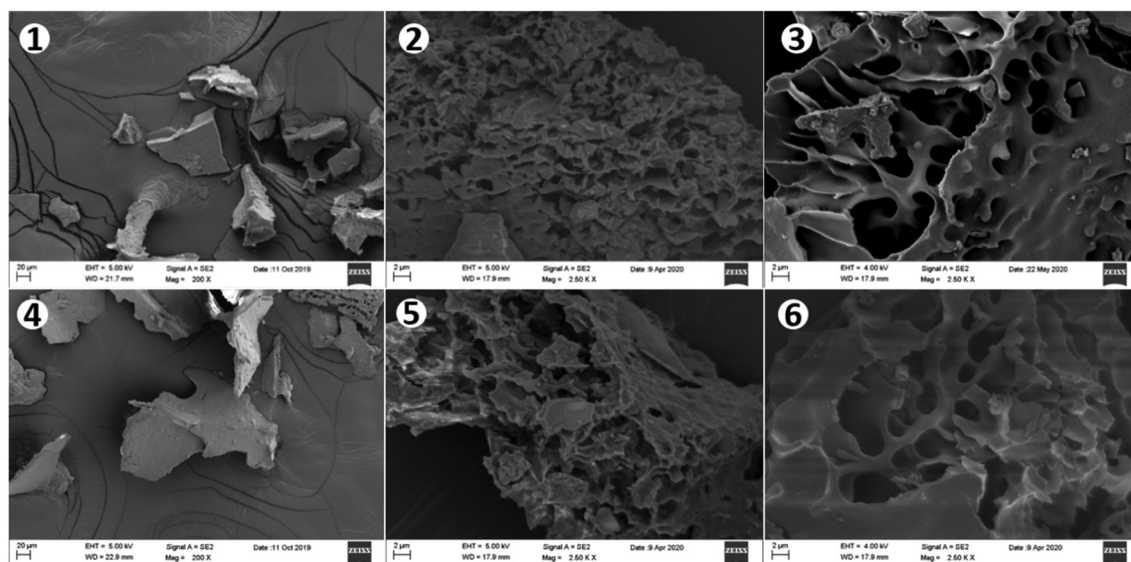 1
2
3
20 µm
EHT = 5.00 kV
WD = 21.7 mm
Signal A = SE2
Mag = 200 X
Date :11 Oct 2019
ZEISS
2 µm
EHT = 5.00 kV
WD = 17.9 mm
Signal A = SE2
Mag = 2.50 K X
Date :9 Apr 2020
ZEISS
2 µm
EHT = 4.00 kV
WD = 17.9 mm
Signal A = SE2
Mag = 2.50 K X
Date :22 May 2020
ZEISS
4
5
6
20 µm
EHT = 5.00 kV
WD = 22.9 mm
Signal A = SE2
Mag = 200 X
Date :11 Oct 2019
ZEISS
2 µm
EHT = 5.00 kV
WD = 17.9 mm
Signal A = SE2
Mag = 2.50 K X
Date :9 Apr 2020
ZEISS
2 µm
EHT = 4.00 kV
WD = 17.9 mm
Signal A = SE2
Mag = 2.50 K X
Date :9 Apr 2020
ZEISS